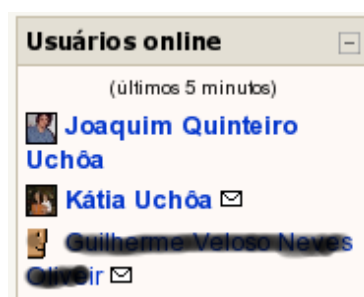 Usuários online
(últimos 5 minutos)
Joaquim Quinteiro
Uchôa
Kátia Uchôa